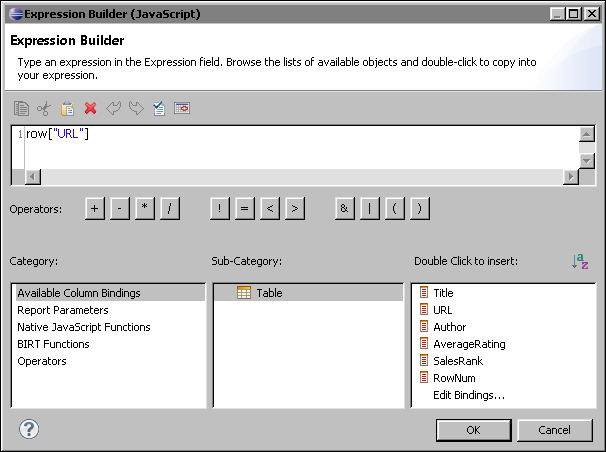 Expression Builder (JavaScript)
Expression Builder
Type an expression in the Expression field. Browse the lists of available objects and double-click to copy into
your expression.
1 row["URL"]
Operators: + - * / ! = < > & | ( )
Category: Sub-Category: Double Click to insert: a z
Available Column Bindings
Report Parameters
Native JavaScript Functions
BIRT Functions
Operators
Table
Title
URL
Author
AverageRating
SalesRank
RowNum
Edit Bindings...
? OK Cancel